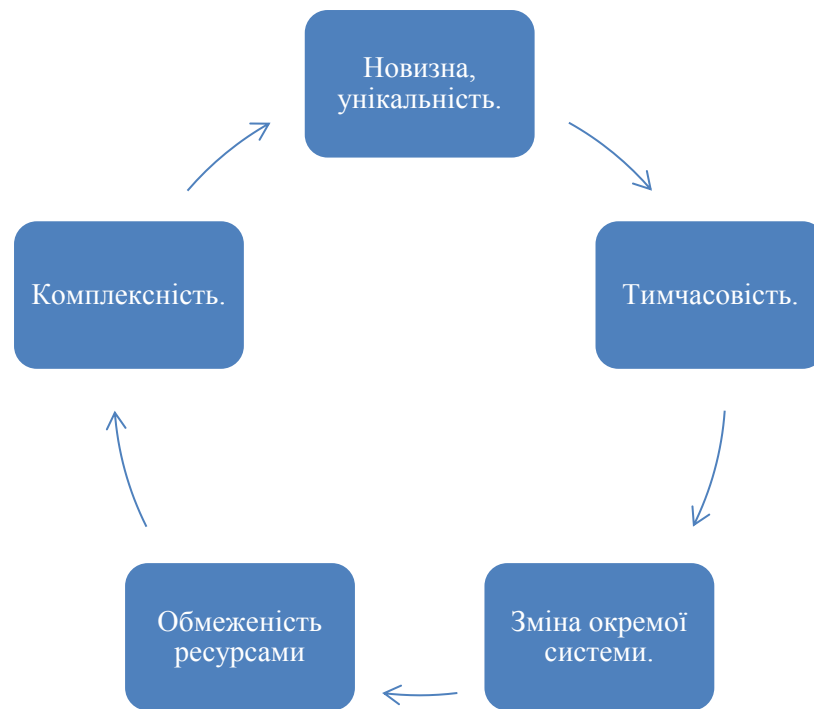 Новизна,
унікальність.
Тимчасовість.
Зміна окремої
системи.
Обмеженість
ресурсами
Комплексність.